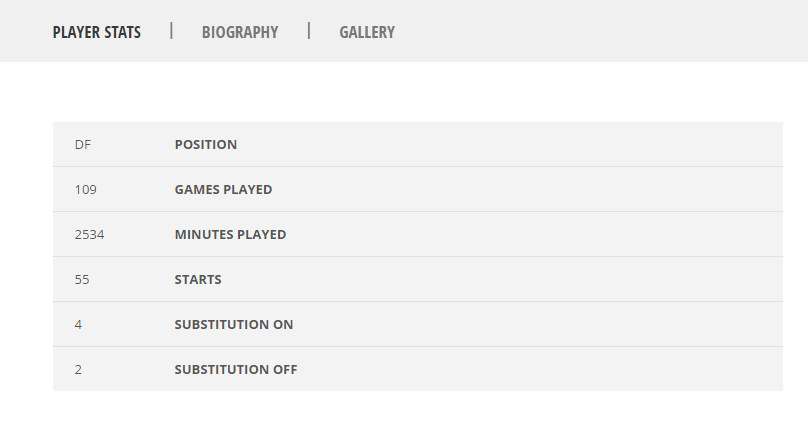 PLAYER STATS | BIOGRAPHY | GALLERY
DF POSITION
109 GAMES PLAYED
2534 MINUTES PLAYED
55 STARTS
4 SUBSTITUTION ON
2 SUBSTITUTION OFF